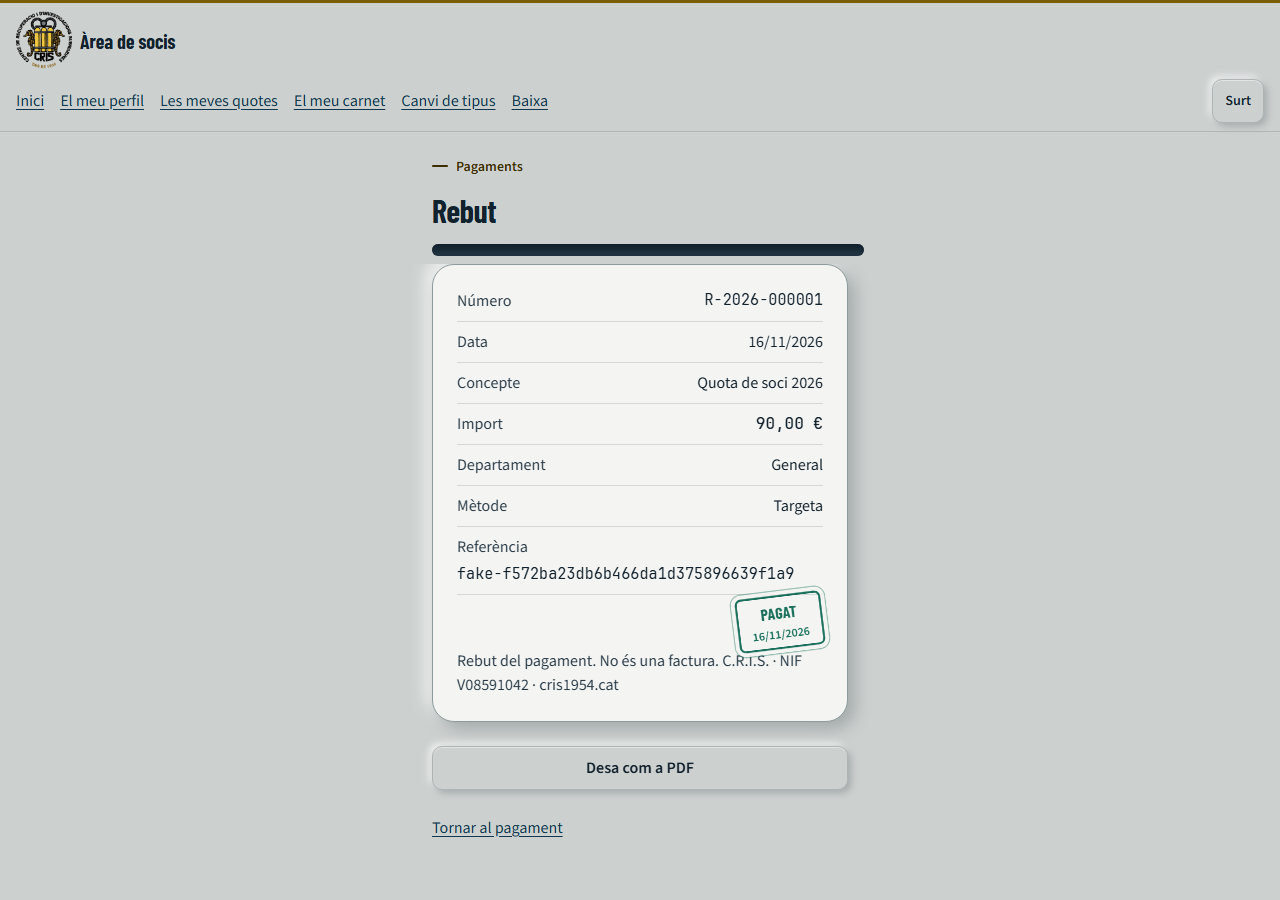 CRIS
Àrea de socis
Inici El meu perfil Les meves quotes El meu carnet Canvi de tipus Baixa
Surt
Pagaments
Rebut
Número R-2026-000001
Data 16/11/2026
Concepte Quota de soci 2026
Import 90,00 €
Departament General
Mètode Targeta
Referència
fake-f572ba23db6b466da1d375896639f1a9
PAGAT
16/11/2026
Rebut del pagament. No és una factura. C.R.I.S. · NIF
V08591042 · cris1954.cat
Desa com a PDF
Tornar al pagament